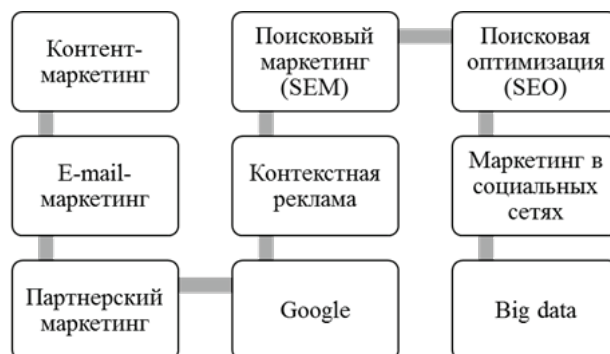 Контент-
маркетинг
E-mail-
маркетинг
Партнерский
маркетинг
Google
Контекстная
реклама
Поисковый
маркетинг
(SEM)
Поисковая
оптимизация
(SEO)
Маркетинг в
социальных
сетях
Big data